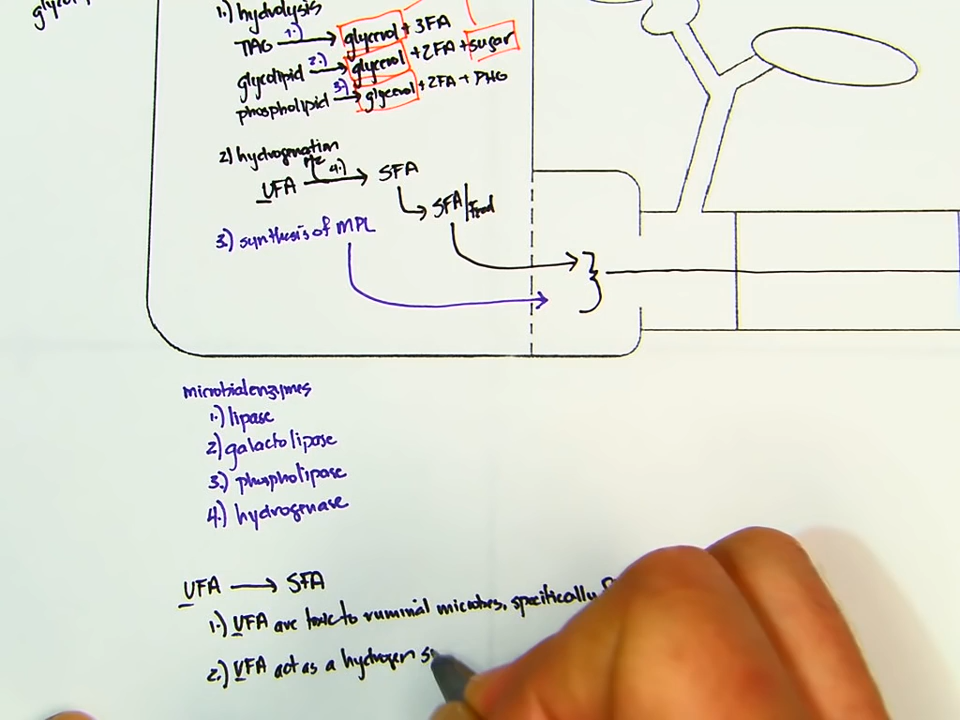 1.) hydrolysis
TAG 1.) glycerol + 3FA
glycolipid 2.) glycerol + 2FA + sugar
phospholipid 3.) glycerol + 2FA + PHG
2) hydrogenation
H2 4.)
UFA SFA
SFA/Feed
3.) synthesis of MPL
microbial enzymes
1.) lipase
2) galactolipase
3.) phospholipase
4.) hydrogenase
UFA → SFA
1.) UFA are toxic to ruminal microbes, specifically
2.) UFA act as a hydrogen s